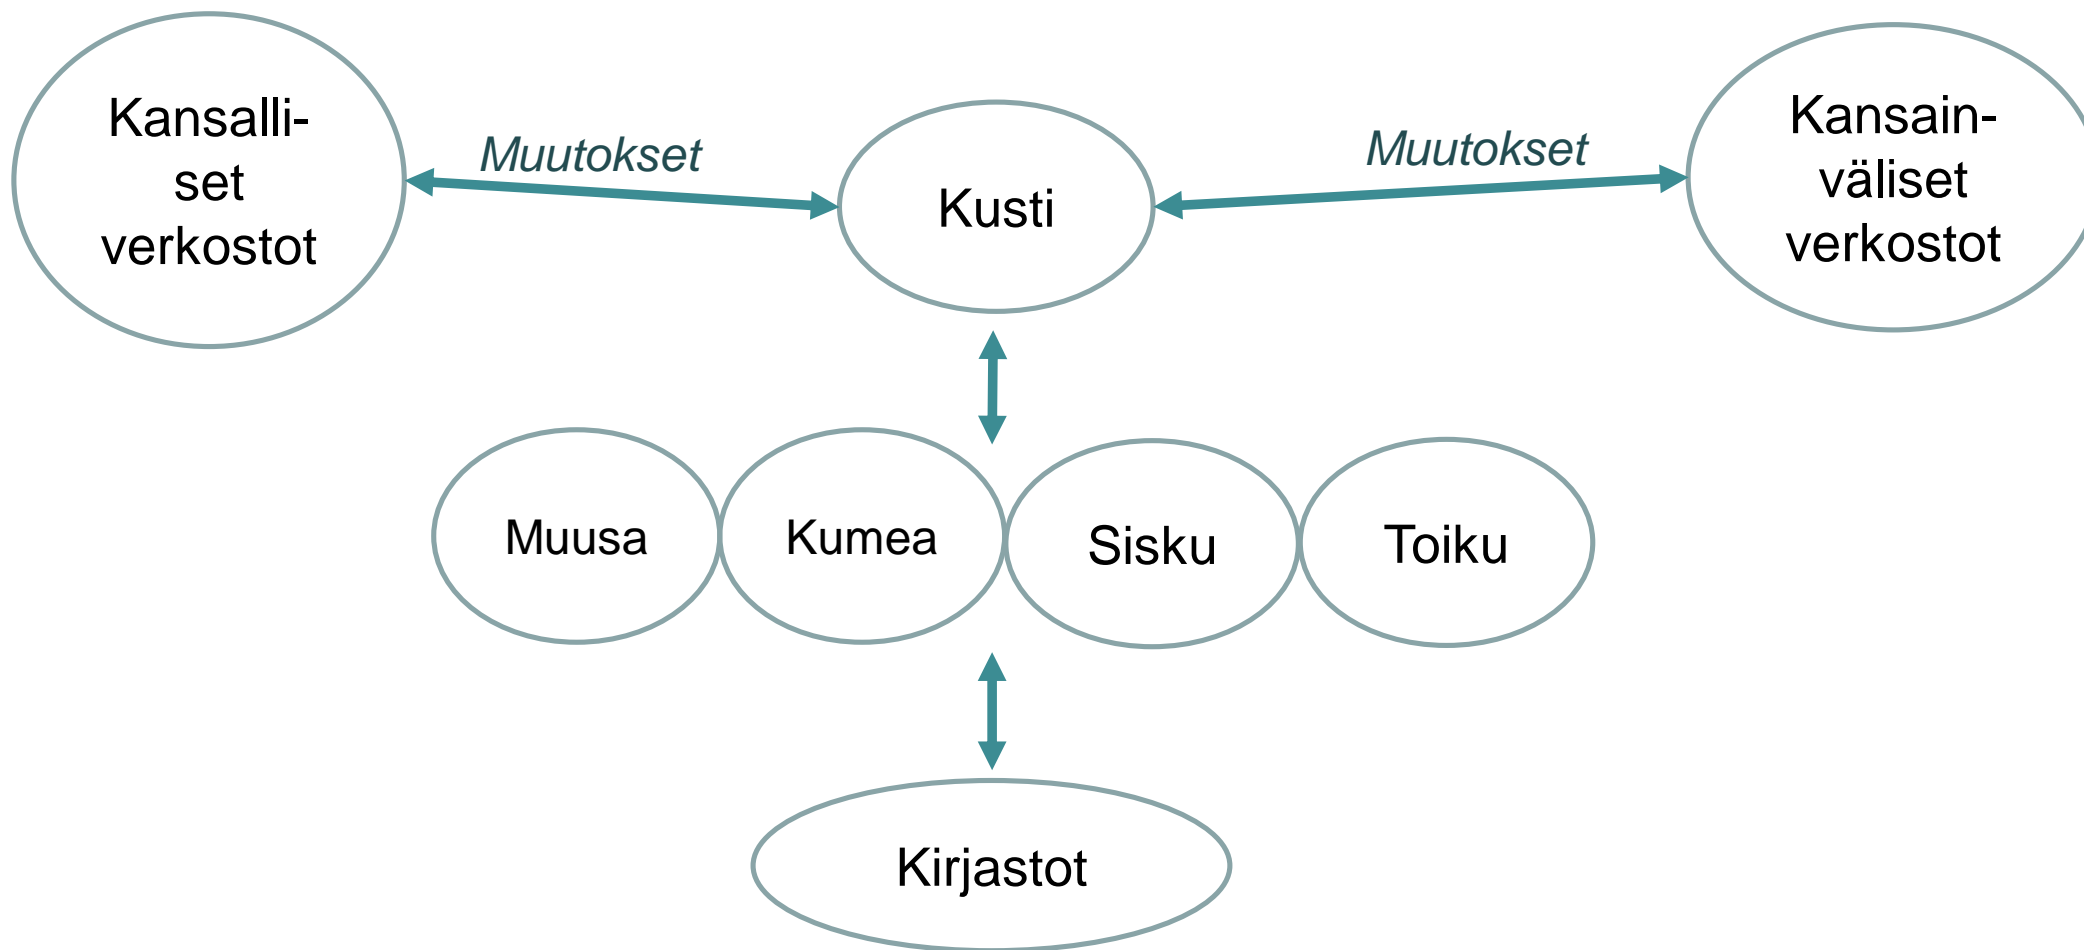 Kansalli-
set
verkostot
Muutokset
Kusti
Muutokset
Kansain-
väliset
verkostot
Muusa
Kumea
Sisku
Toiku
Kirjastot